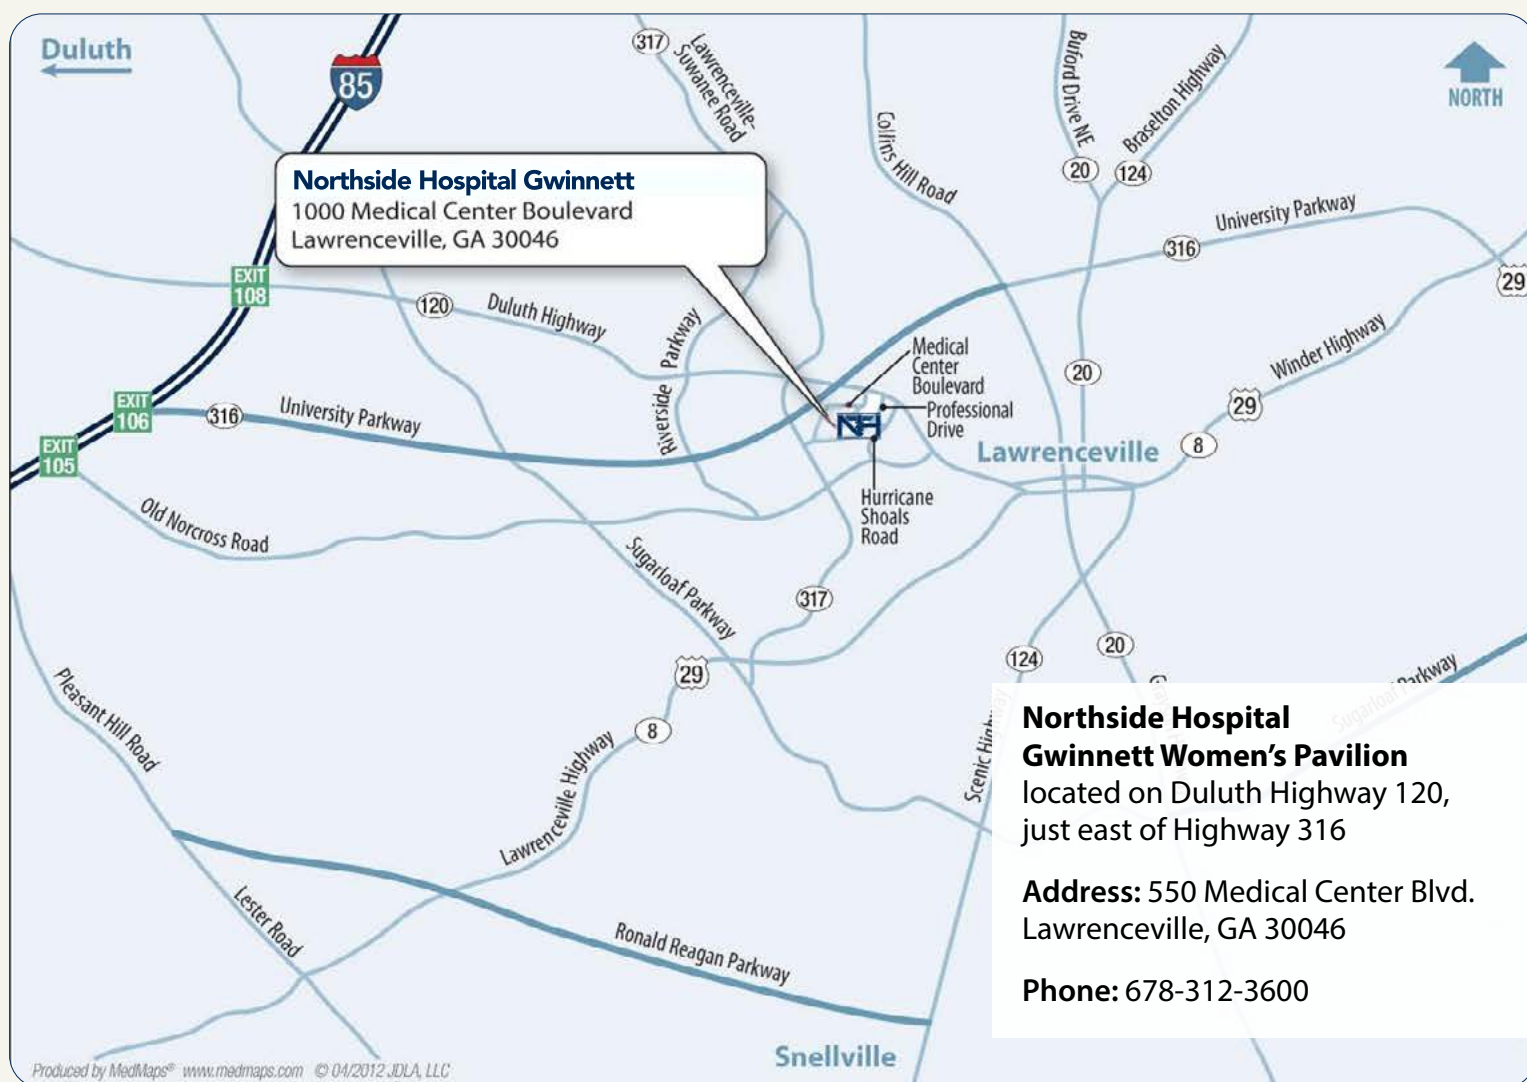 Duluth
85
317
Lawrenceville-
Suwanee Road
Collins Hill Road
Buford Drive NE
Braselton Highway
NORTH
20
124
Northside Hospital Gwinnett
1000 Medical Center Boulevard
Lawrenceville, GA 30046
University Parkway
316
29
EXIT
108
120
Duluth Highway
Riverside Parkway
Medical
Center
Boulevard
20
Winder Highway
29
EXIT
106
316
University Parkway
Professional
Drive
NH
Lawrenceville
8
EXIT
105
Old Norcross Road
Hurricane
Shoals
Road
Sugarloaf Parkway
317
29
124
20
Sugarloaf Parkway
Pleasant Hill Road
8
Lawrenceville Highway
Scenic Highway
Sugarloaf Parkway
Northside Hospital
Gwinnett Women’s Pavilion
located on Duluth Highway 120,
just east of Highway 316
Address: 550 Medical Center Blvd.
Lawrenceville, GA 30046
Phone: 678-312-3600
Lester Road
Ronald Reagan Parkway
Snellville
Produced by MedMaps® www.medmaps.com © 04/2012 JDLA, LLC